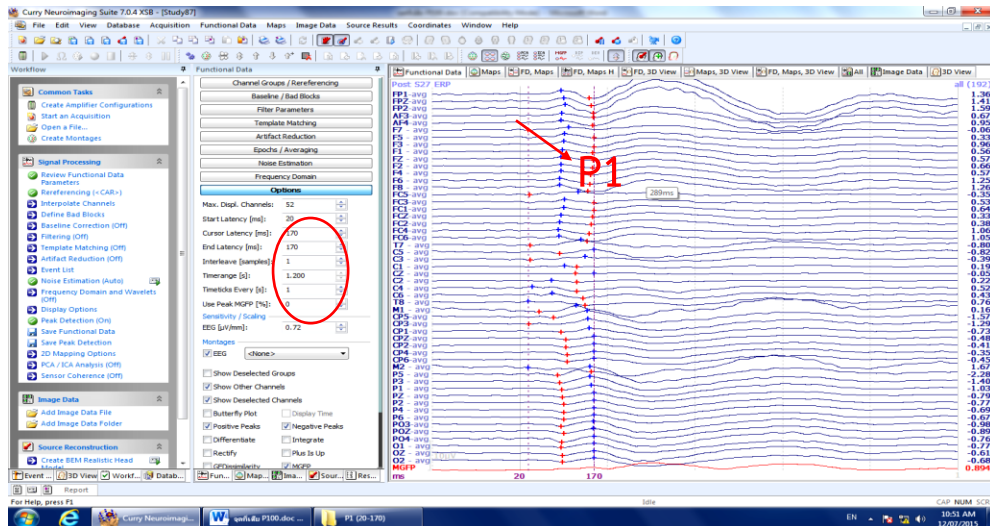 Curry Neuroimaging Suite 7.0.4 XSB - [Study87]
File Edit View Database Acquisition Functional Data Maps Image Data Source Results Coordinates Window Help
Workflow
Common Tasks
Create Amplifier Configurations
Start an Acquisition
Open a File...
Create Montages
Signal Processing
Review Functional Data Parameters
Rereferencing (<CAR>)
Interpolate Channels
Define Bad Blocks
Baseline Correction (Off)
Filtering (Off)
Template Matching (Off)
Artifact Reduction (Off)
Event List
Noise Estimation (Auto)
Frequency Domain and Wavelets (Off)
Display Options
Peak Detection (On)
Save Functional Data
Save Peak Detection
2D Mapping Options
PCA / ICA Analysis (Off)
Sensor Coherence (Off)
Image Data
Add Image Data File
Add Image Data Folder
Source Reconstruction
Create BEM Realistic Head Model
Event ... 3D View Workf... Datab...
Functional Data
Channel Groups / Rereferencing
Baseline / Bad Blocks
Filter Parameters
Template Matching
Artifact Reduction
Epochs / Averaging
Noise Estimation
Frequency Domain
Options
Max. Displ. Channels: 52
Start Latency [ms]: 20
Cursor Latency [ms]: 170
End Latency [ms]: 170
Interleave [samples]: 1
Timerange [s]: 1.200
Timeticks Every [s]: 1
Use Peak MGFP [%]: 0
Sensitivity / Scaling
EEG [µV/mm]: 0.72
Montages
EEG <None>
Show Deselected Groups
Show Other Channels
Show Deselected Channels
Butterfly Plot Display Time
Positive Peaks Negative Peaks
Differentiate Integrate
Rectify Plus Is Up
MGFP
Fun... Map... Ima... Sour... Res...
Functional Data Maps FD, Maps FD, Maps H FD, 3D View Maps, 3D View FD, Maps, 3D View All Image Data 3D View
Post S27 ERP all (192)
FP1-avg 1.36
FPZ-avg 1.41
FP2-avg 1.59
AF3-avg 0.67
AF4-avg 0.95
F7 - avg -0.06
F5 - avg 0.33
F3 - avg 0.96
F1 - avg 0.56
FZ - avg 0.57
F2 - avg 0.66
F4 - avg 0.57
F6 - avg 1.25
F8 - avg 1.26
FC5-avg -0.35
FC3-avg 0.53
FC1-avg 0.64
FCZ-avg 0.33
FC2-avg 0.38
FC4-avg 1.06
FC6-avg 1.05
T7 - avg -0.80
C5 - avg -0.82
C3 - avg -0.39
C1 - avg 0.19
CZ - avg -0.05
C2 - avg 0.22
C4 - avg 0.52
C6 - avg 0.43
T8 - avg 0.76
M1 - avg 0.16
CP5-avg -1.57
CP3-avg -1.29
CP1-avg -0.73
CPZ-avg -0.48
CP2-avg -0.41
CP4-avg -0.35
CP6-avg -0.45
M2 - avg 1.67
P5 - avg -2.28
P3 - avg -1.40
P1 - avg -1.03
PZ - avg -0.79
P2 - avg -0.77
P4 - avg -0.69
P6 - avg -0.67
PO3-avg -0.98
POZ-avg -0.89
PO4-avg -0.76
O1 - avg -0.77
OZ - avg -0.61
O2 - avg -0.68
MGFP 0.894
ms 20 170
P1
289ms
10uV
Report
For Help, press F1 Idle CAP NUM SCR
Curry Neuroimagi... P100.doc ... P1 (20-170) EN 10:51 AM
12/07/2015